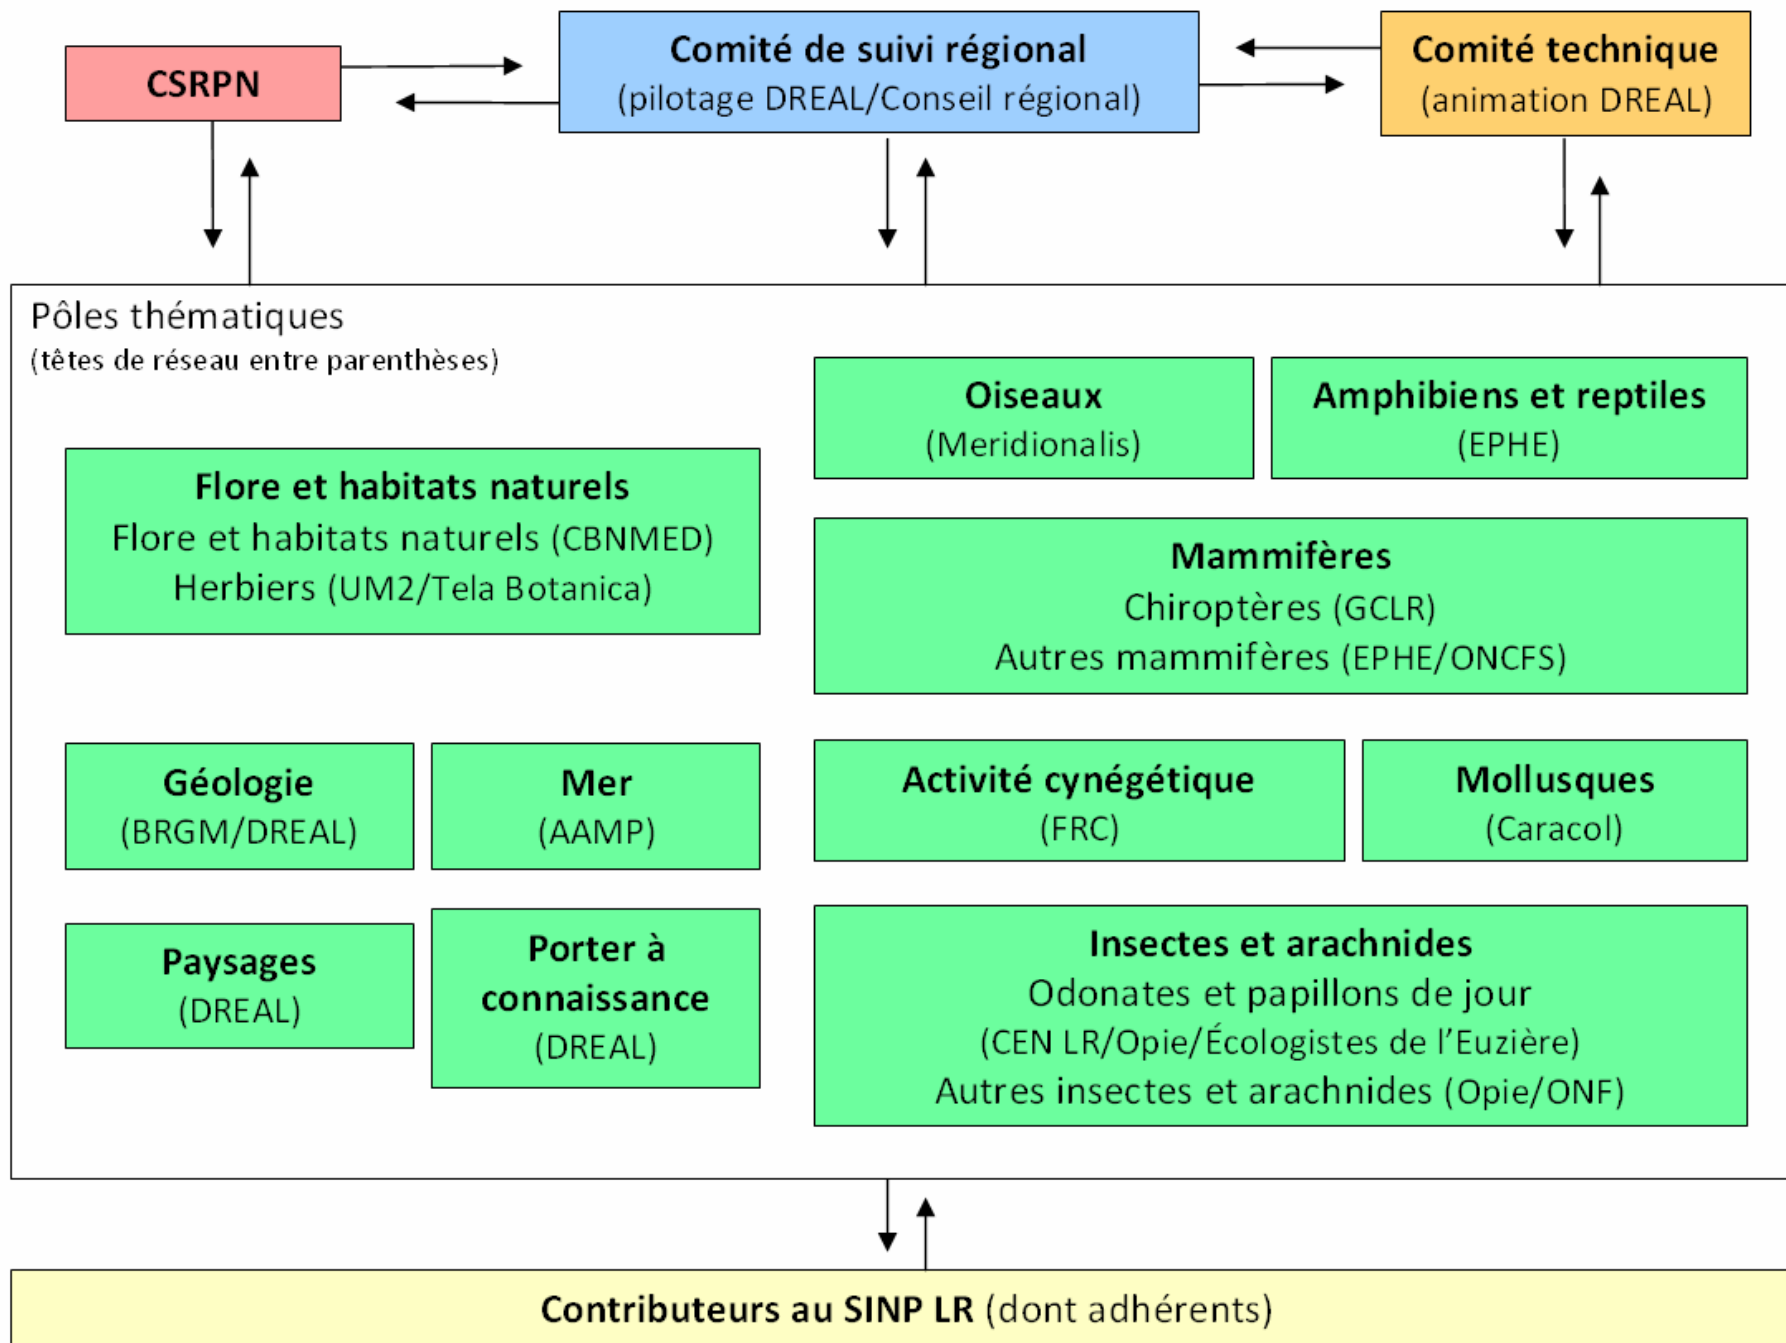 CSRPN
Comité de suivi régional
(pilotage DREAL/Conseil régional)
Comité technique
(animation DREAL)
Pôles thématiques
(têtes de réseau entre parenthèses)
Flore et habitats naturels
Flore et habitats naturels (CBNMED)
Herbiers (UM2/Tela Botanica)
Géologie
(BRGM/DREAL)
Mer
(AAMP)
Paysages
(DREAL)
Porter à
connaissance
(DREAL)
Oiseaux
(Meridionalis)
Amphibiens et reptiles
(EPHE)
Mammifères
Chiroptères (GCLR)
Autres mammifères (EPHE/ONCFS)
Activité cynégétique
(FRC)
Mollusques
(Caracol)
Insectes et arachnides
Odonates et papillons de jour
(CEN LR/Opie/Écologistes de l’Euzière)
Autres insectes et arachnides (Opie/ONF)
Contributeurs au SINP LR (dont adhérents)